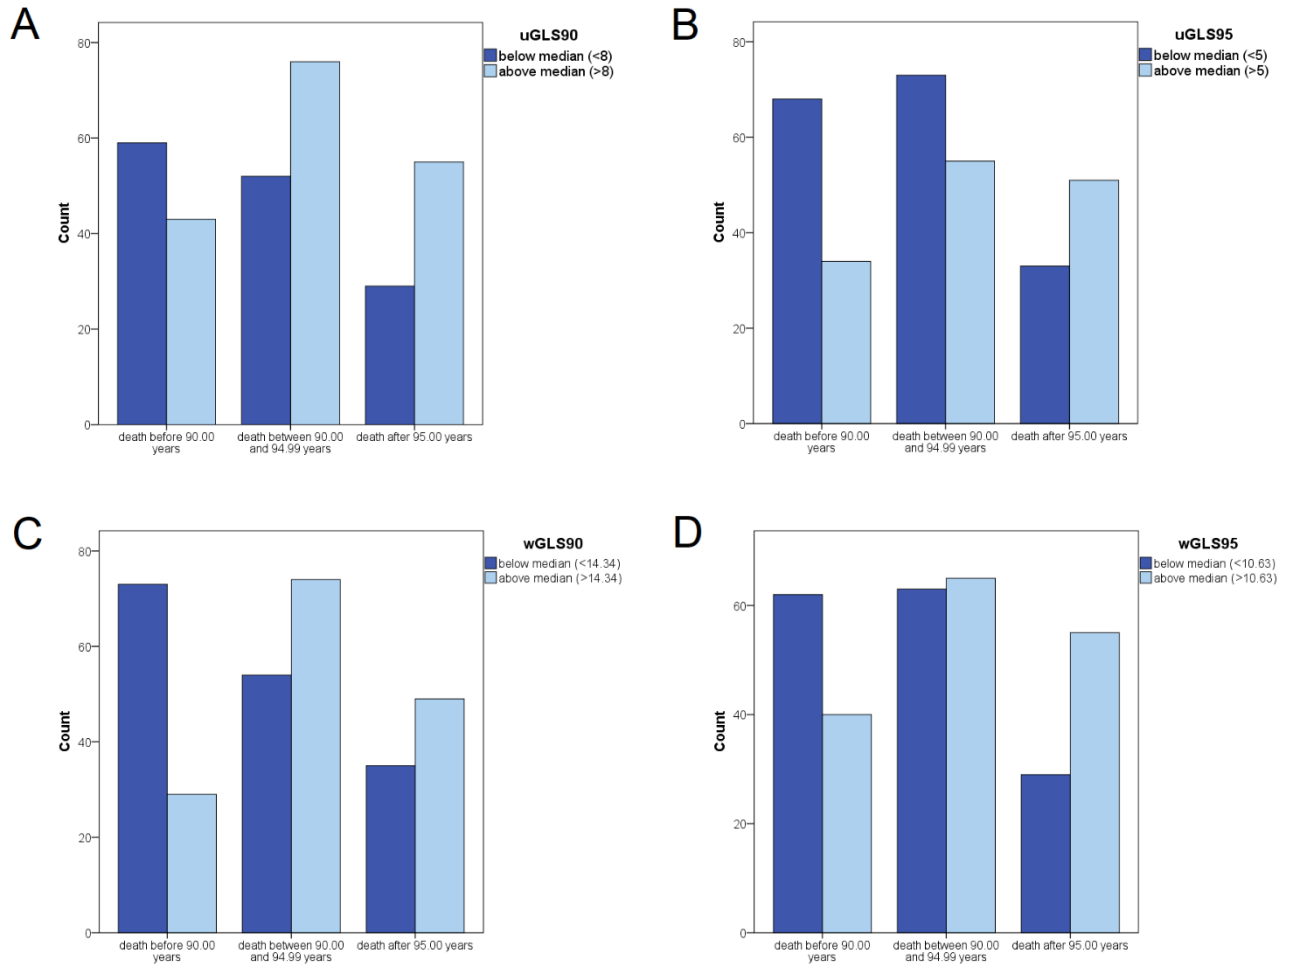 A
uGLS90
below median (<8)
above median (>8)
80
60
40
20
0
Count
death before 90.00
years
death between 90.00
and 94.99 years
death after 95.00 years
B
uGLS95
below median (<5)
above median (>5)
80
60
40
20
0
Count
death before 90.00
years
death between 90.00
and 94.99 years
death after 95.00 years
C
wGLS90
below median (<14.34)
above median (>14.34)
80
60
40
20
0
Count
death before 90.00
years
death between 90.00
and 94.99 years
death after 95.00 years
D
wGLS95
below median (<10.63)
above median (>10.63)
60
40
20
0
Count
death before 90.00
years
death between 90.00
and 94.99 years
death after 95.00 years